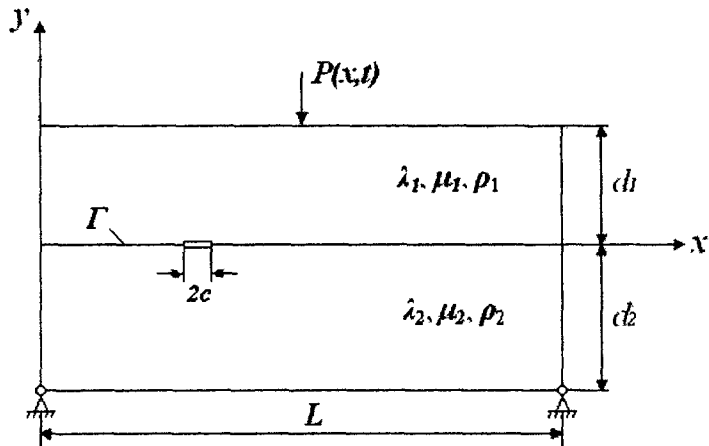 y
P(x,t)
λ₁、μ₁、ρ₁
d₁
Γ
x
2c
λ₂、μ₂、ρ₂
d₂
L